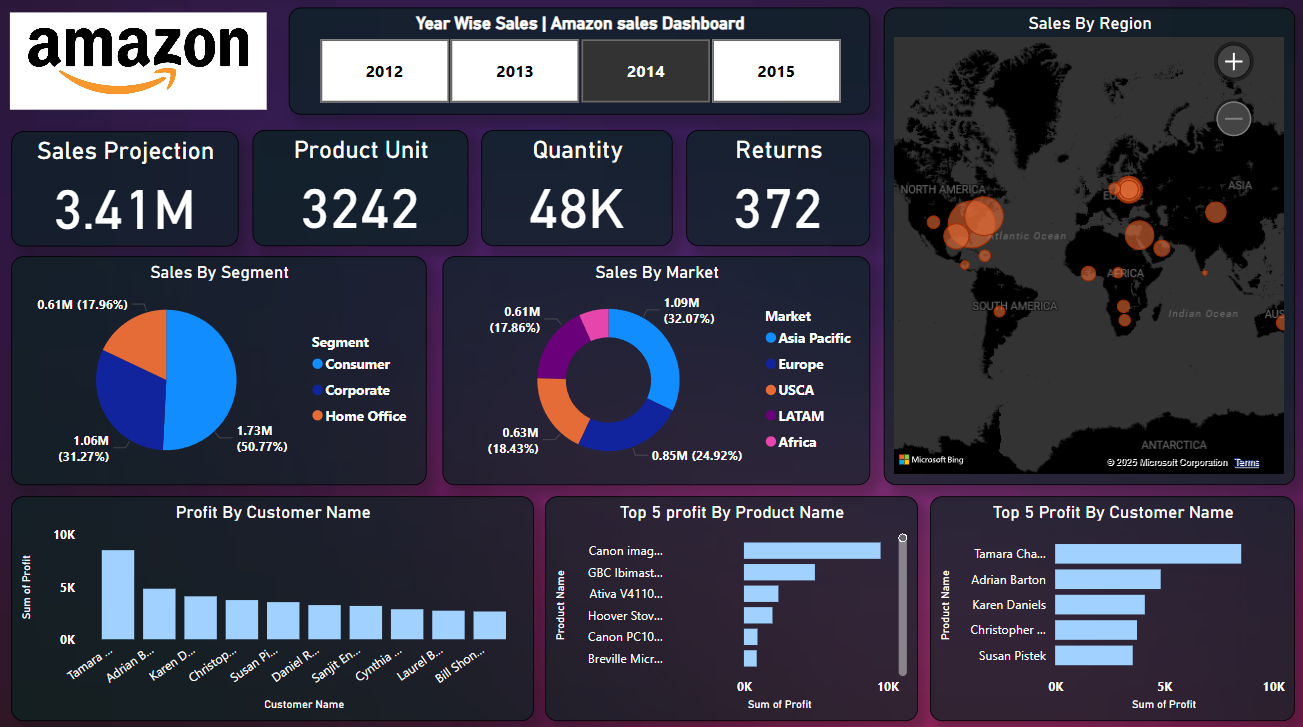 amazon
Year Wise Sales | Amazon sales Dashboard
2012
2013
2014
2015
Sales Projection
3.41M
Product Unit
3242
Quantity
48K
Returns
372
Sales By Region
+
NORTH AMERICA
ASIA
Atlantic Ocean
AFRICA
SOUTH AMERICA
Indian Ocean
AUS
ANTARCTICA
Microsoft Bing
© 2025 Microsoft Corporation Terms
Sales By Segment
0.61M (17.96%)
1.06M
(31.27%)
1.73M
(50.77%)
Segment
Consumer
Corporate
Home Office
Sales By Market
0.61M
(17.86%)
1.09M
(32.07%)
0.63M
(18.43%)
0.85M (24.92%)
Market
Asia Pacific
Europe
USCA
LATAM
Africa
Profit By Customer Name
Sum of Profit
10K
5K
0K
Tamara ...
Adrian B...
Karen D...
Christop...
Susan Pi...
Daniel R...
Sanjit En...
Cynthia ...
Laurel B...
Bill Shon...
Customer Name
Top 5 profit By Product Name
Product Name
Canon imag...
GBC Ibimast...
Ativa V4110...
Hoover Stov...
Canon PC10...
Breville Micr...
0K
10K
Sum of Profit
Top 5 Profit By Customer Name
Product Name
Tamara Cha...
Adrian Barton
Karen Daniels
Christopher ...
Susan Pistek
0K
5K
10K
Sum of Profit